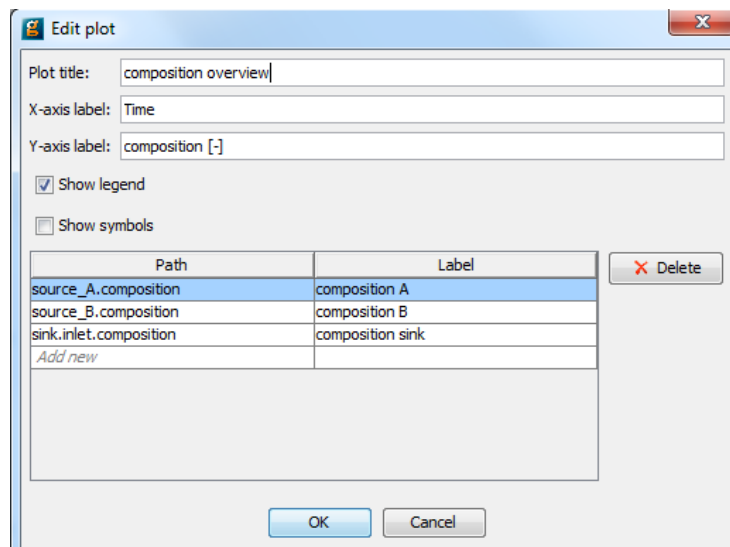 Edit plot
Plot title: composition overview
X-axis label: Time
Y-axis label: composition [-]
Show legend
Show symbols
Path Label
source_A.composition composition A
source_B.composition composition B
sink.inlet.composition composition sink
Add new
Delete
OK Cancel